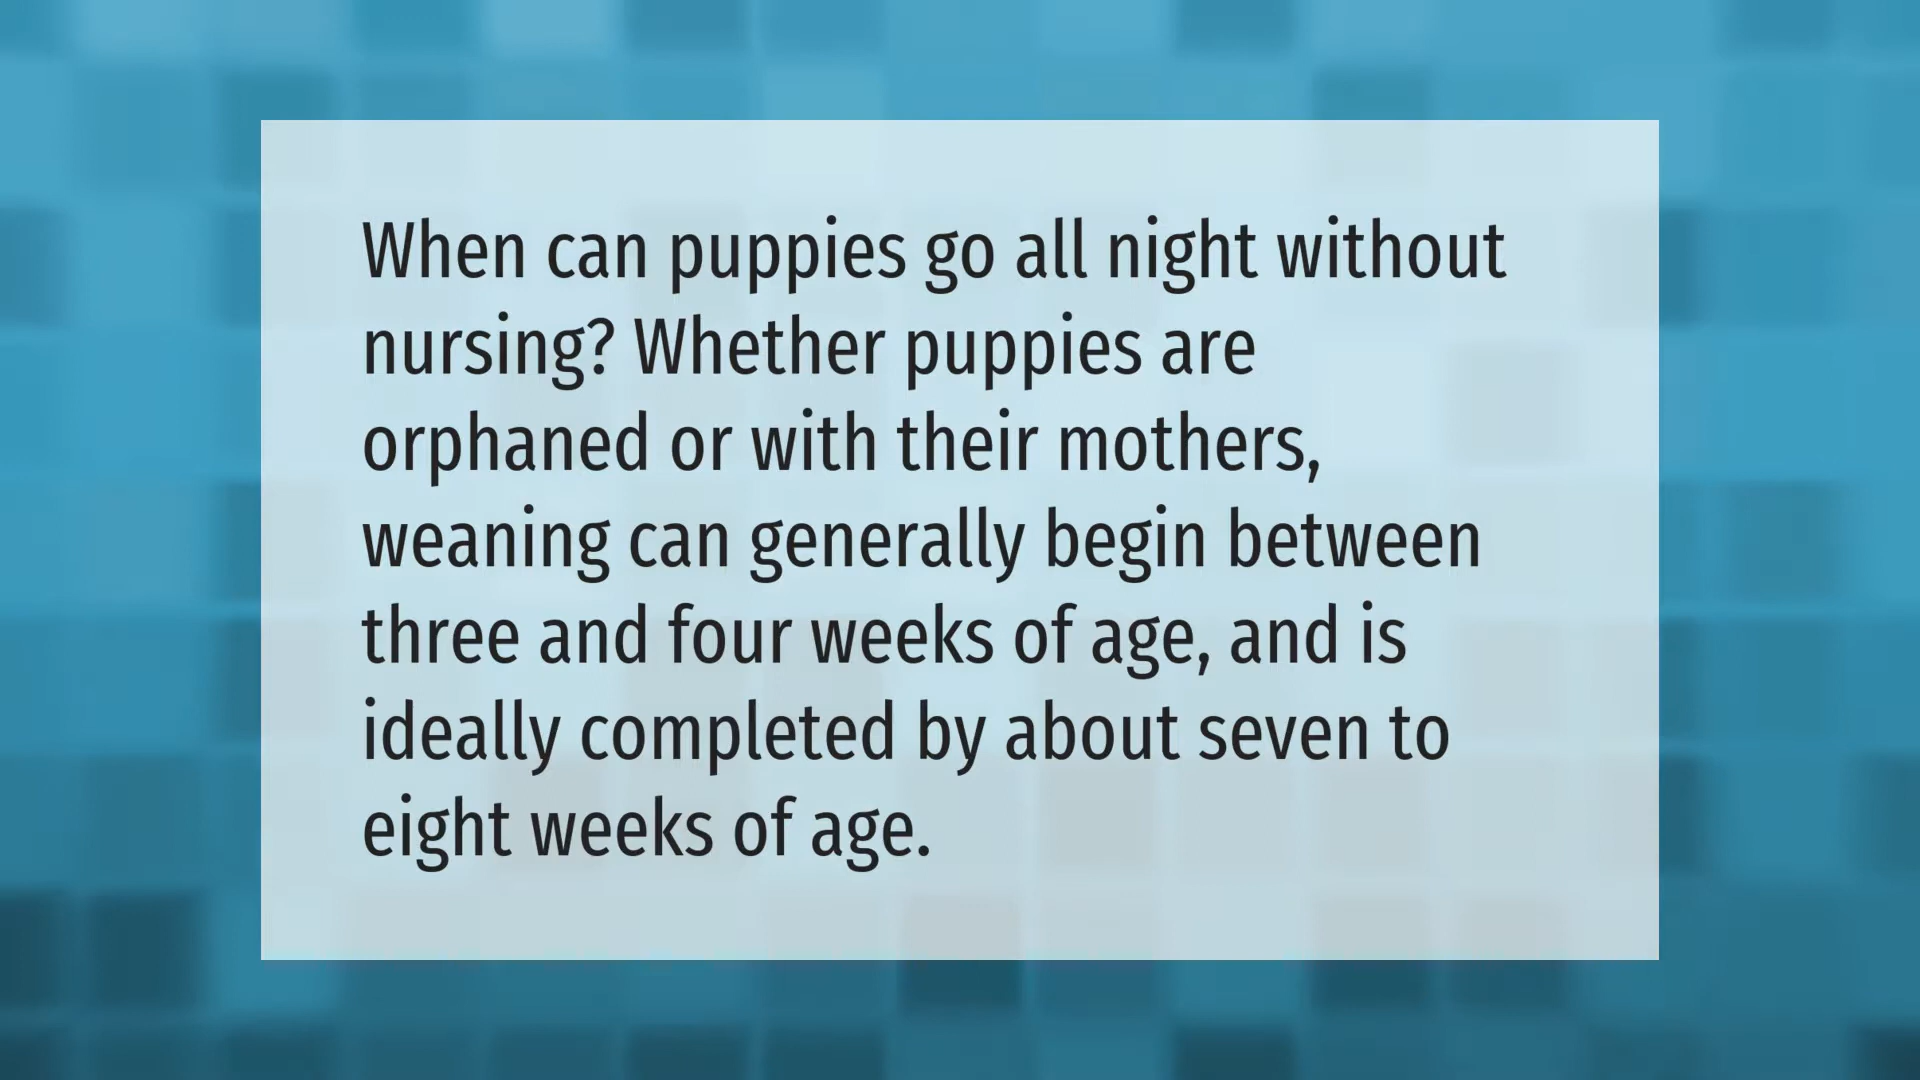 When can puppies go all night without
nursing? Whether puppies are
orphaned or with their mothers,
weaning can generally begin between
three and four weeks of age, and is
ideally completed by about seven to
eight weeks of age.